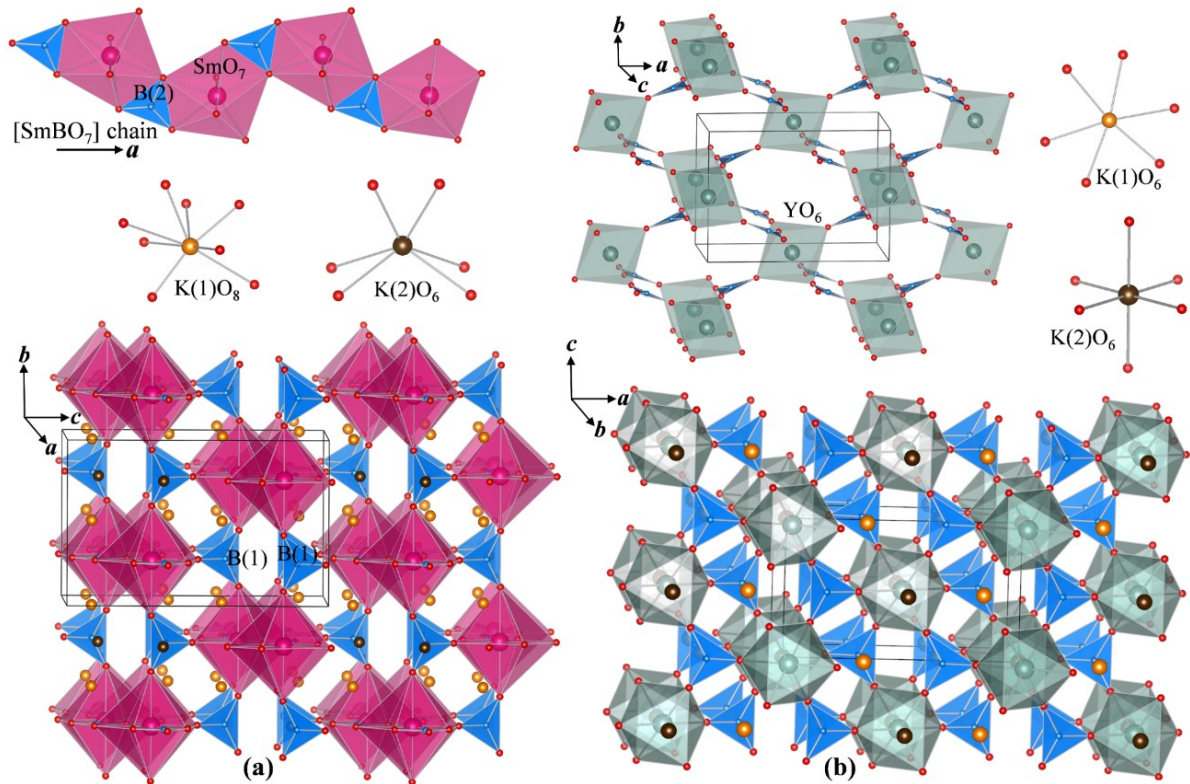 SmO₇
B(2)
[SmBO₇] chain
a
K(1)O₈
K(2)O₆
b
c
a
B(1)
B(1)
(a)
b
a
c
YO₆
K(1)O₆
K(2)O₆
c
a
b
(b)